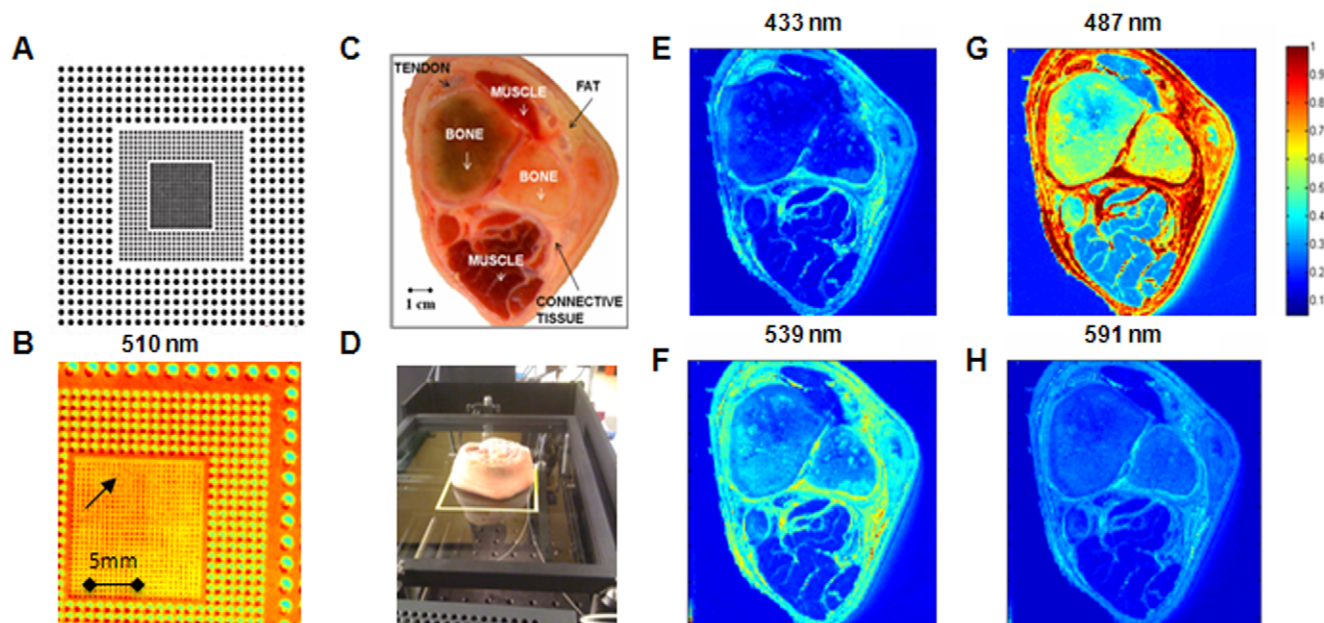 A
B
510 nm
5mm
C
TENDON
MUSCLE
FAT
BONE
BONE
MUSCLE
1 cm
CONNECTIVE
TISSUE
D
E
433 nm
F
539 nm
G
487 nm
H
591 nm
1
0.9
0.8
0.7
0.6
0.5
0.4
0.3
0.2
0.1